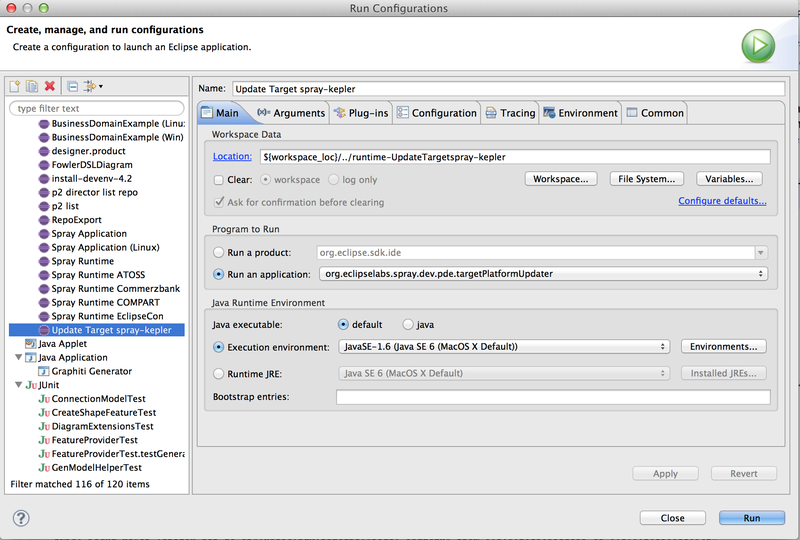 Run Configurations
Create, manage, and run configurations
Create a configuration to launch an Eclipse application.
type filter text
BusinessDomainExample (Linu
BusinessDomainExample (Win)
designer.product
FowlerDSLDiagram
install-devenv-4.2
p2 director list repo
p2 list
RepoExport
Spray Application
Spray Application (Linux)
Spray Runtime
Spray Runtime ATOSS
Spray Runtime Commerzbank
Spray Runtime COMPART
Spray Runtime EclipseCon
Update Target spray-kepler
Java Applet
Java Application
Graphiti Generator
JUnit
ConnectionModelTest
CreateShapeFeatureTest
DiagramExtensionsTest
FeatureProviderTest
FeatureProviderTest.testGenera
GenModelHelperTest
Filter matched 116 of 120 items
Name: Update Target spray-kepler
Main Arguments Plug-ins Configuration Tracing Environment Common
Workspace Data
Location: ${workspace_loc}/../runtime-UpdateTargetspray-kepler
Clear: workspace log only Workspace... File System... Variables...
Ask for confirmation before clearing Configure defaults...
Program to Run
Run a product: org.eclipse.sdk.ide
Run an application: org.eclipselabs.spray.dev.pde.targetPlatformUpdater
Java Runtime Environment
Java executable: default java
Execution environment: JavaSE-1.6 (Java SE 6 (MacOS X Default)) Environments...
Runtime JRE: Java SE 6 (MacOS X Default) Installed JREs...
Bootstrap entries:
Apply Revert
Close Run